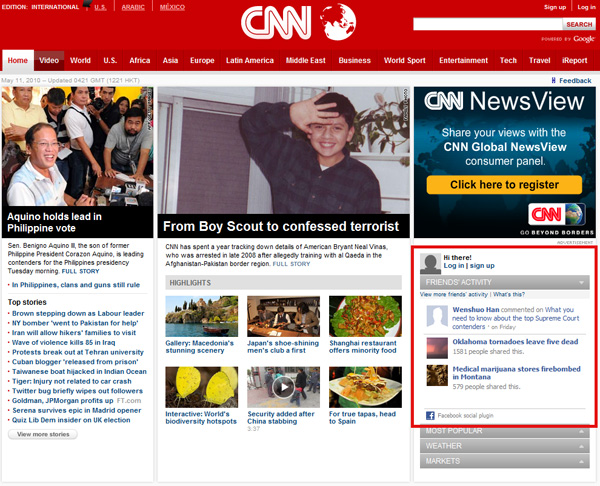 EDITION: INTERNATIONAL U.S. ARABIC MÉXICO
Sign up Log in
CNN
SEARCH
POWERED BY Google
Home Video World U.S. Africa Asia Europe Latin America Middle East Business World Sport Entertainment Tech Travel iReport
May 11, 2010 -- Updated 0421 GMT (1221 HKT)
Feedback
Aquino holds lead in
Philippine vote
Sen. Benigno Aquino III, the son of former
Philippine President Corazon Aquino, is leading
contenders for the Philippines presidency
Tuesday morning. FULL STORY
In Philippines, clans and guns still rule
Top stories
Brown stepping down as Labour leader
NY bomber 'went to Pakistan for help'
Iran will allow hikers' families to visit
Wave of violence kills 85 in Iraq
Protests break out at Tehran university
Cuban blogger 'released from prison'
Taiwanese boat hijacked in Indian Ocean
Tiger: Injury not related to car crash
Twitter bug briefly wipes out followers
Goldman, JPMorgan profits up FT.com
Serena survives epic in Madrid opener
Quiz Lib Dem insider on UK election
View more stories
From Boy Scout to confessed terrorist
CNN has spent a year tracking down details of American Bryant Neal Vinas,
who was arrested in late 2008 after allegedly training with al Qaeda in the
Afghanistan-Pakistan border region. FULL STORY
HIGHLIGHTS
Gallery: Macedonia's
stunning scenery
Japan's shoe-shining
men's club a first
Shanghai restaurant
offers minority food
Interactive: World's
biodiversity hotspots
Security added after
China stabbing
3:37
For true tapas, head
to Spain
CNN NewsView
Share your views with the
CNN Global NewsView
consumer panel.
Click here to register
CNN
GO BEYOND BORDERS
ADVERTISEMENT
Hi there!
Log in | sign up
FRIENDS' ACTIVITY
View more friends' activity | What's this?
Wenshuo Han commented on What
you need to know about the top Supreme Court
contenders · on Friday
Oklahoma tornadoes leave five dead
1581 people shared this.
Medical marijuana stores firebombed
in Montana
579 people shared this.
Facebook social plugin
MOST POPULAR
WEATHER
MARKETS